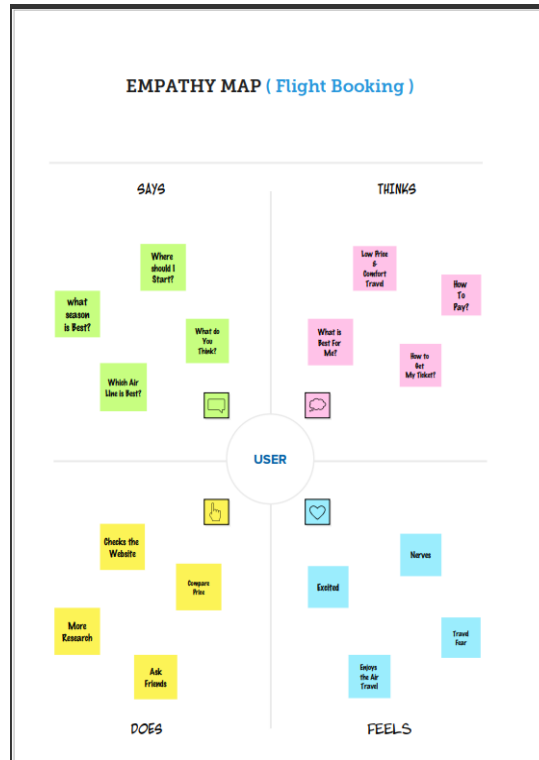 EMPATHY MAP ( Flight Booking )
SAYS
Where
should I
Start?
what
season
is Best?
What do
You
Think?
Which Air
Line is Best?
THINKS
Low Price
&
Comfort
Travel
How
To
Pay?
What is
Best For
Me?
How to
Get
My Ticket?
USER
Checks the
Website
Compare
Price
More
Research
Ask
Friends
DOES
Nerves
Excited
Travel
Fear
Enjoys
the Air
Travel
FEELS